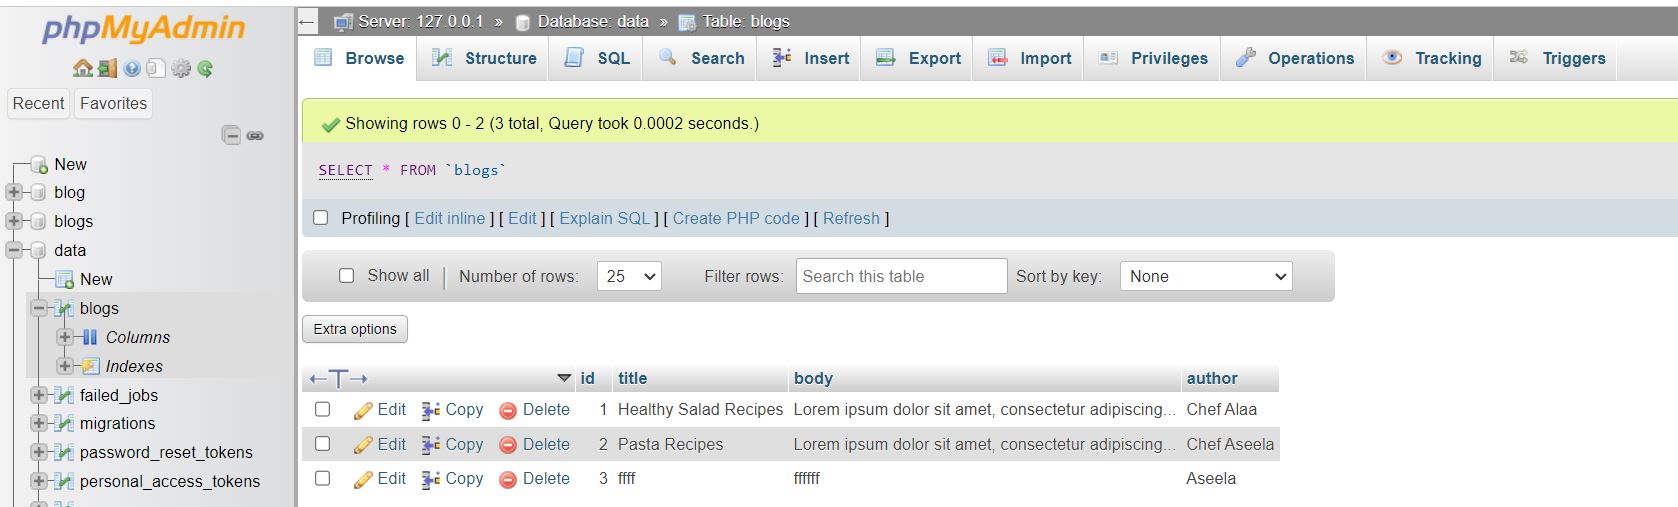 phpMyAdmin
Recent Favorites
New
blog
blogs
data
New
blogs
Columns
Indexes
failed_jobs
migrations
password_reset_tokens
personal_access_tokens
Server: 127.0.0.1 » Database: data » Table: blogs
Browse Structure SQL Search Insert Export Import Privileges Operations Tracking Triggers
Showing rows 0 - 2 (3 total, Query took 0.0002 seconds.)
SELECT * FROM `blogs`
Profiling [ Edit inline ] [ Edit ] [ Explain SQL ] [ Create PHP code ] [ Refresh ]
Show all Number of rows: 25 Filter rows: Search this table Sort by key: None
Extra options
id title body author
Edit Copy Delete 1 Healthy Salad Recipes Lorem ipsum dolor sit amet, consectetur adipiscing... Chef Alaa
Edit Copy Delete 2 Pasta Recipes Lorem ipsum dolor sit amet, consectetur adipiscing... Chef Aseela
Edit Copy Delete 3 ffff ffffff Aseela